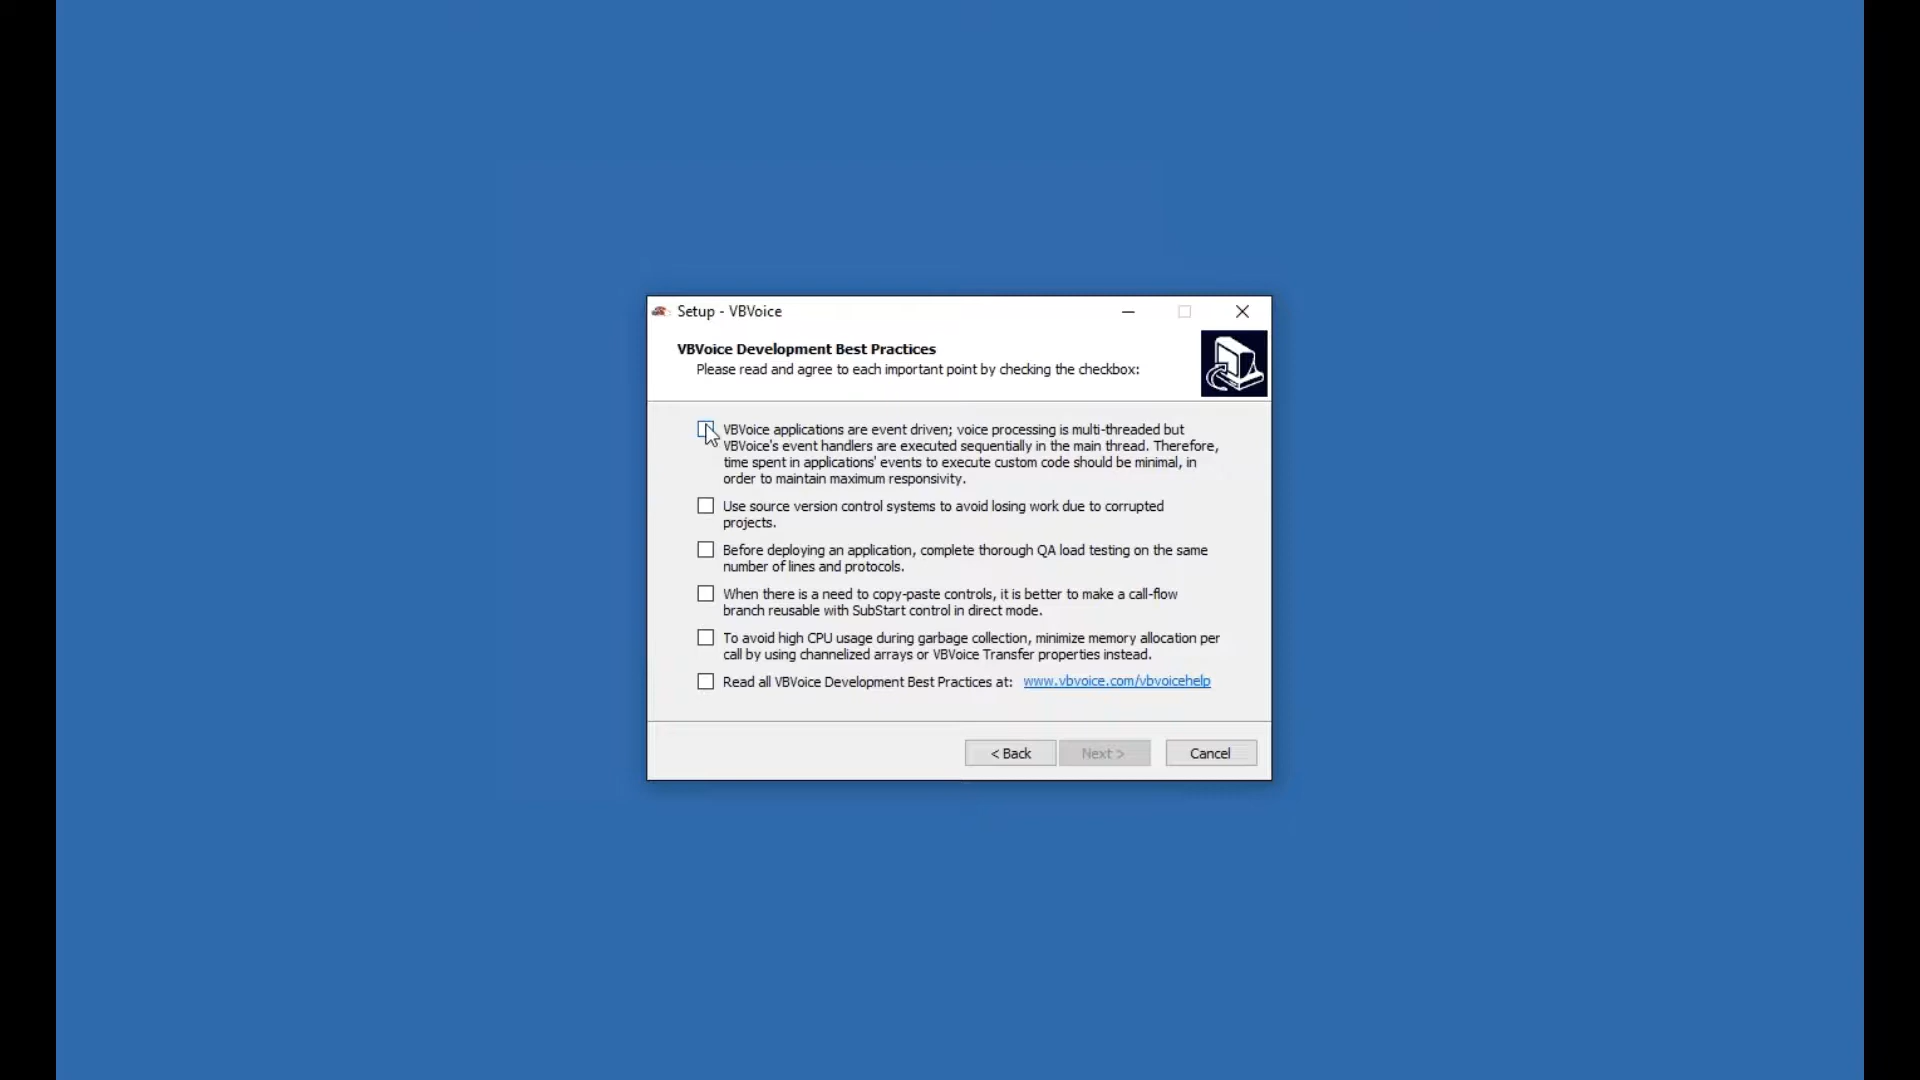 Setup - VBVoice
VBVoice Development Best Practices
Please read and agree to each important point by checking the checkbox:
VBVoice applications are event driven; voice processing is multi-threaded but
VBVoice's event handlers are executed sequentially in the main thread. Therefore,
time spent in applications' events to execute custom code should be minimal, in
order to maintain maximum responsivity.
Use source version control systems to avoid losing work due to corrupted
projects.
Before deploying an application, complete thorough QA load testing on the same
number of lines and protocols.
When there is a need to copy-paste controls, it is better to make a call-flow
branch reusable with SubStart control in direct mode.
To avoid high CPU usage during garbage collection, minimize memory allocation per
call by using channelized arrays or VBVoice Transfer properties instead.
Read all VBVoice Development Best Practices at: www.vbvoice.com/vbvoicehelp
< Back Next > Cancel